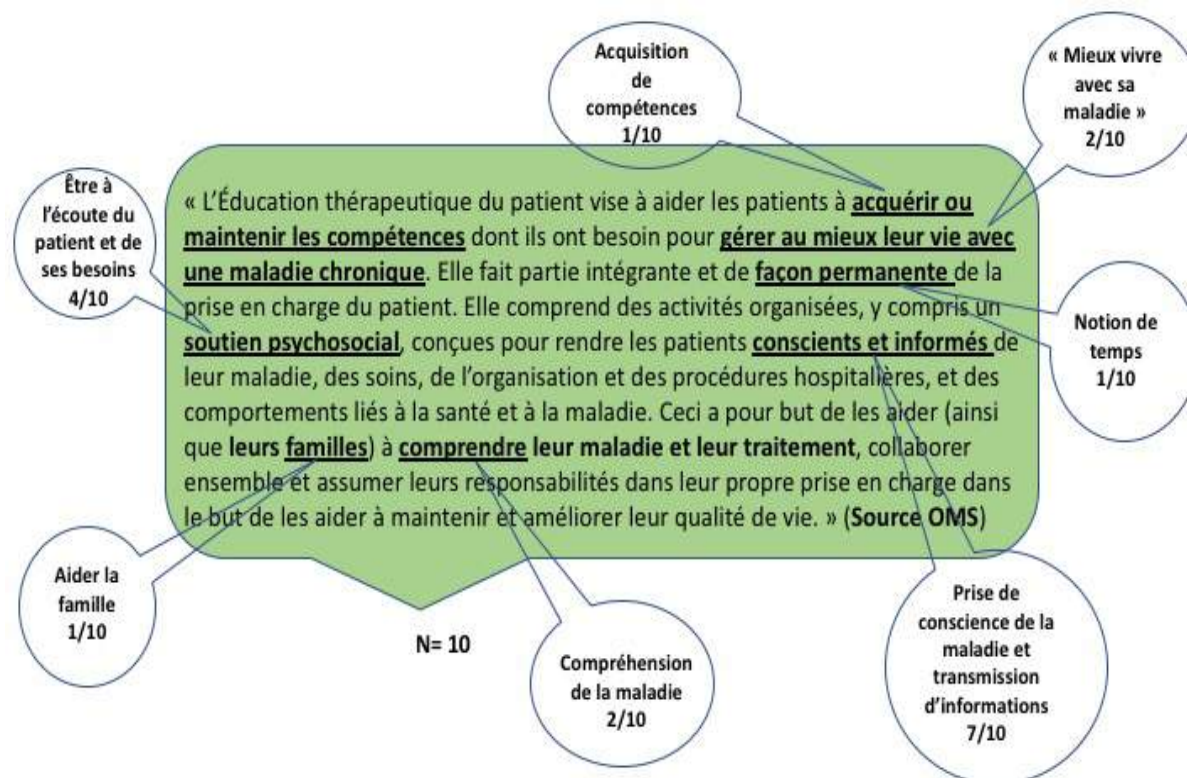 Acquisition
de
compétences
1/10
« Mieux vivre
avec sa
maladie »
2/10
Être à
l’écoute du
patient et de
ses besoins
4/10
« L’Éducation thérapeutique du patient vise à aider les patients à acquérir ou
maintenir les compétences dont ils ont besoin pour gérer au mieux leur vie avec
une maladie chronique. Elle fait partie intégrante et de façon permanente de la
prise en charge du patient. Elle comprend des activités organisées, y compris un
soutien psychosocial, conçues pour rendre les patients conscients et informés de
leur maladie, des soins, de l’organisation et des procédures hospitalières, et des
comportements liés à la santé et à la maladie. Ceci a pour but de les aider (ainsi
que leurs familles) à comprendre leur maladie et leur traitement, collaborer
ensemble et assumer leurs responsabilités dans leur propre prise en charge dans
le but de les aider à maintenir et améliorer leur qualité de vie. » (Source OMS)
Notion de
temps
1/10
Aider la
famille
1/10
N= 10
Compréhension
de la maladie
2/10
Prise de
conscience de la
maladie et
transmission
d’informations
7/10